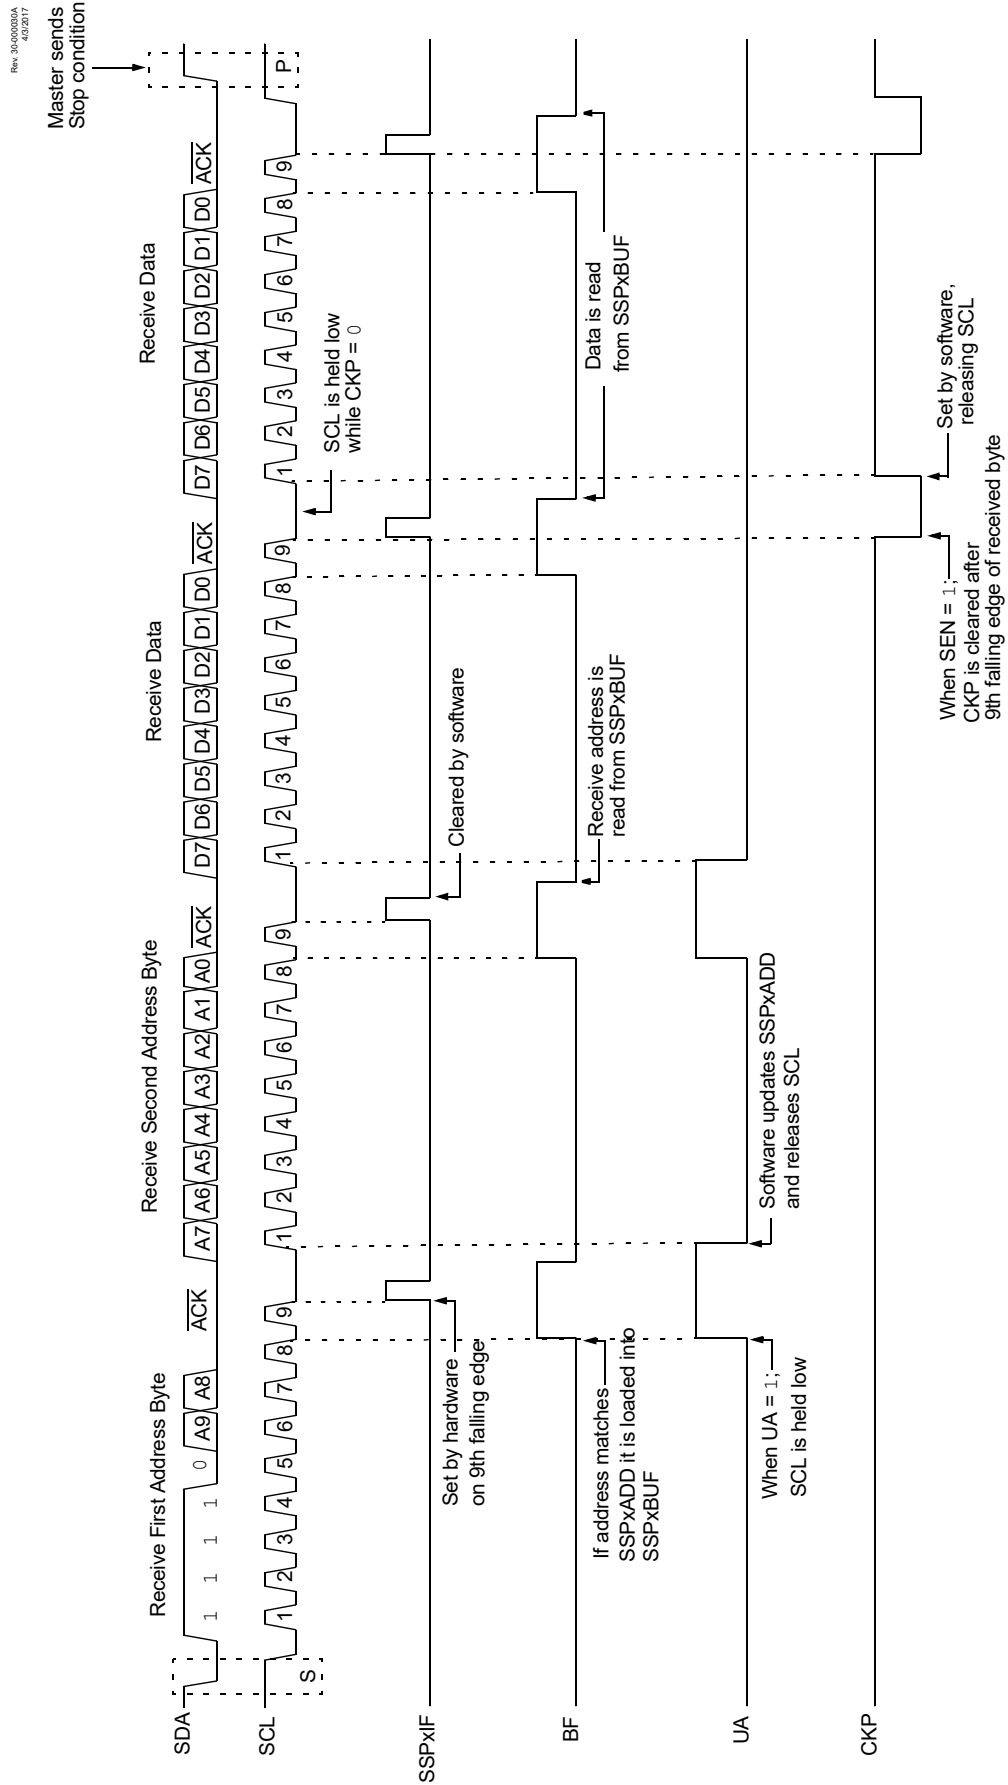 Rev. 30-000030A
4/3/2017
Master sends
Stop condition
Receive First Address Byte
Receive Second Address Byte
Receive Data
Receive Data
SDA
1 1 1 1 0 A9 A8 ACK
A7 A6 A5 A4 A3 A2 A1 A0 ACK
D7 D6 D5 D4 D3 D2 D1 D0 ACK
D7 D6 D5 D4 D3 D2 D1 D0 ACK
SCL
S
1 2 3 4 5 6 7 8 9
1 2 3 4 5 6 7 8 9
1 2 3 4 5 6 7 8 9
1 2 3 4 5 6 7 8 9
P
SCL is held low
while CKP = 0
SSPxIF
Set by hardware
on 9th falling edge
Cleared by software
BF
If address matches
SSPxADD it is loaded into
SSPxBUF
Receive address is
read from SSPxBUF
Data is read
from SSPxBUF
UA
When UA = 1;
SCL is held low
Software updates SSPxADD
and releases SCL
CKP
When SEN = 1;
CKP is cleared after
9th falling edge of received byte
Set by software,
releasing SCL